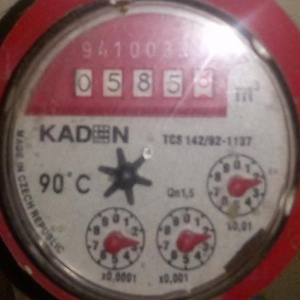 0585
m³
KADEN
TCS 142/92-1137
90°C
Qn1,5
x0,01
x0,0001
x0,001
MADE IN CZECH REPUBLIC